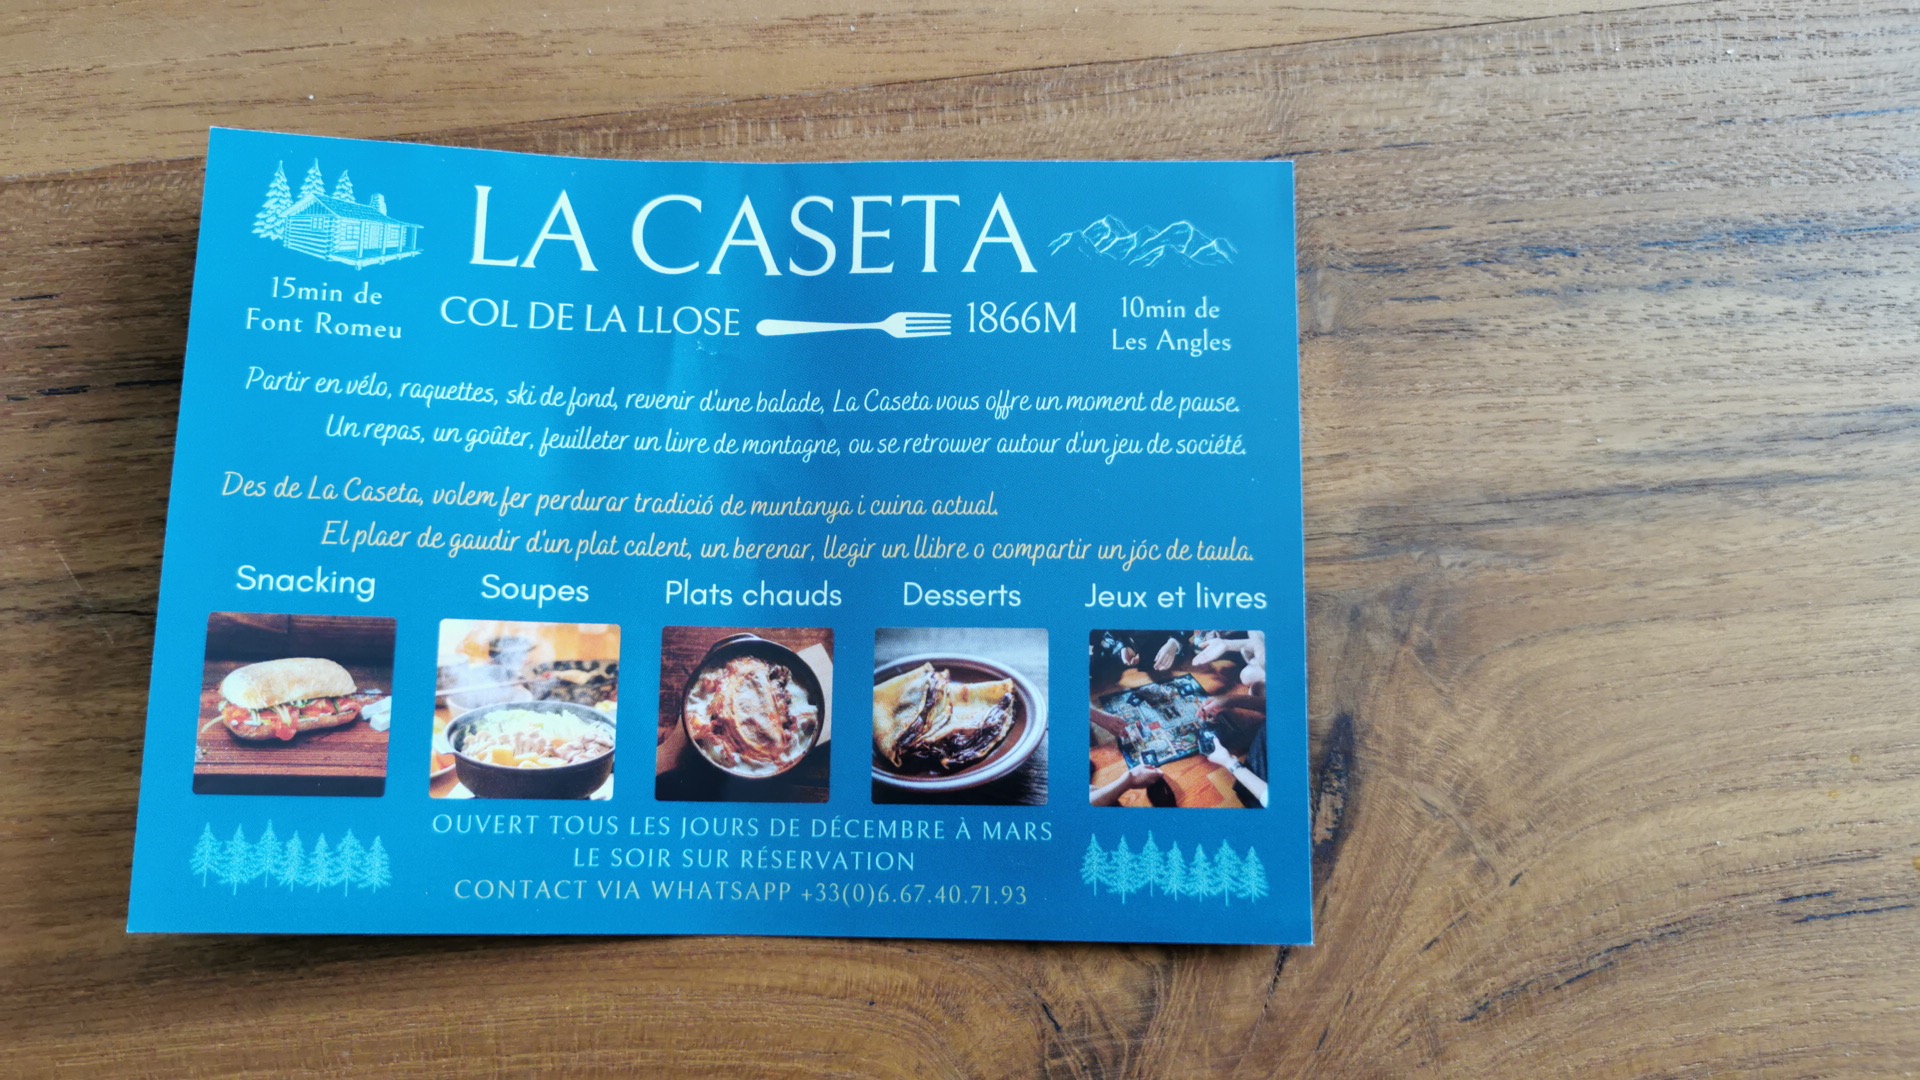 LA CASETA
15min de
Font Romeu
COL DE LA LLOSE 1866M
10min de
Les Angles
Partir en vélo, raquettes, ski de fond, revenir d'une balade, La Caseta vous offre un moment de pause.
Un repas, un goûter, feuilleter un livre de montagne, ou se retrouver autour d'un jeu de société.
Des de La Caseta, volem fer perdurar tradició de muntanya i cuina actual.
El plaer de gaudir d'un plat calent, un berenar, llegir un llibre o compartir un jóc de taula.
Snacking Soupes Plats chauds Desserts Jeux et livres
OUVERT TOUS LES JOURS DE DÉCEMBRE À MARS
LE SOIR SUR RÉSERVATION
CONTACT VIA WHATSAPP +33(0)6.67.40.71.93